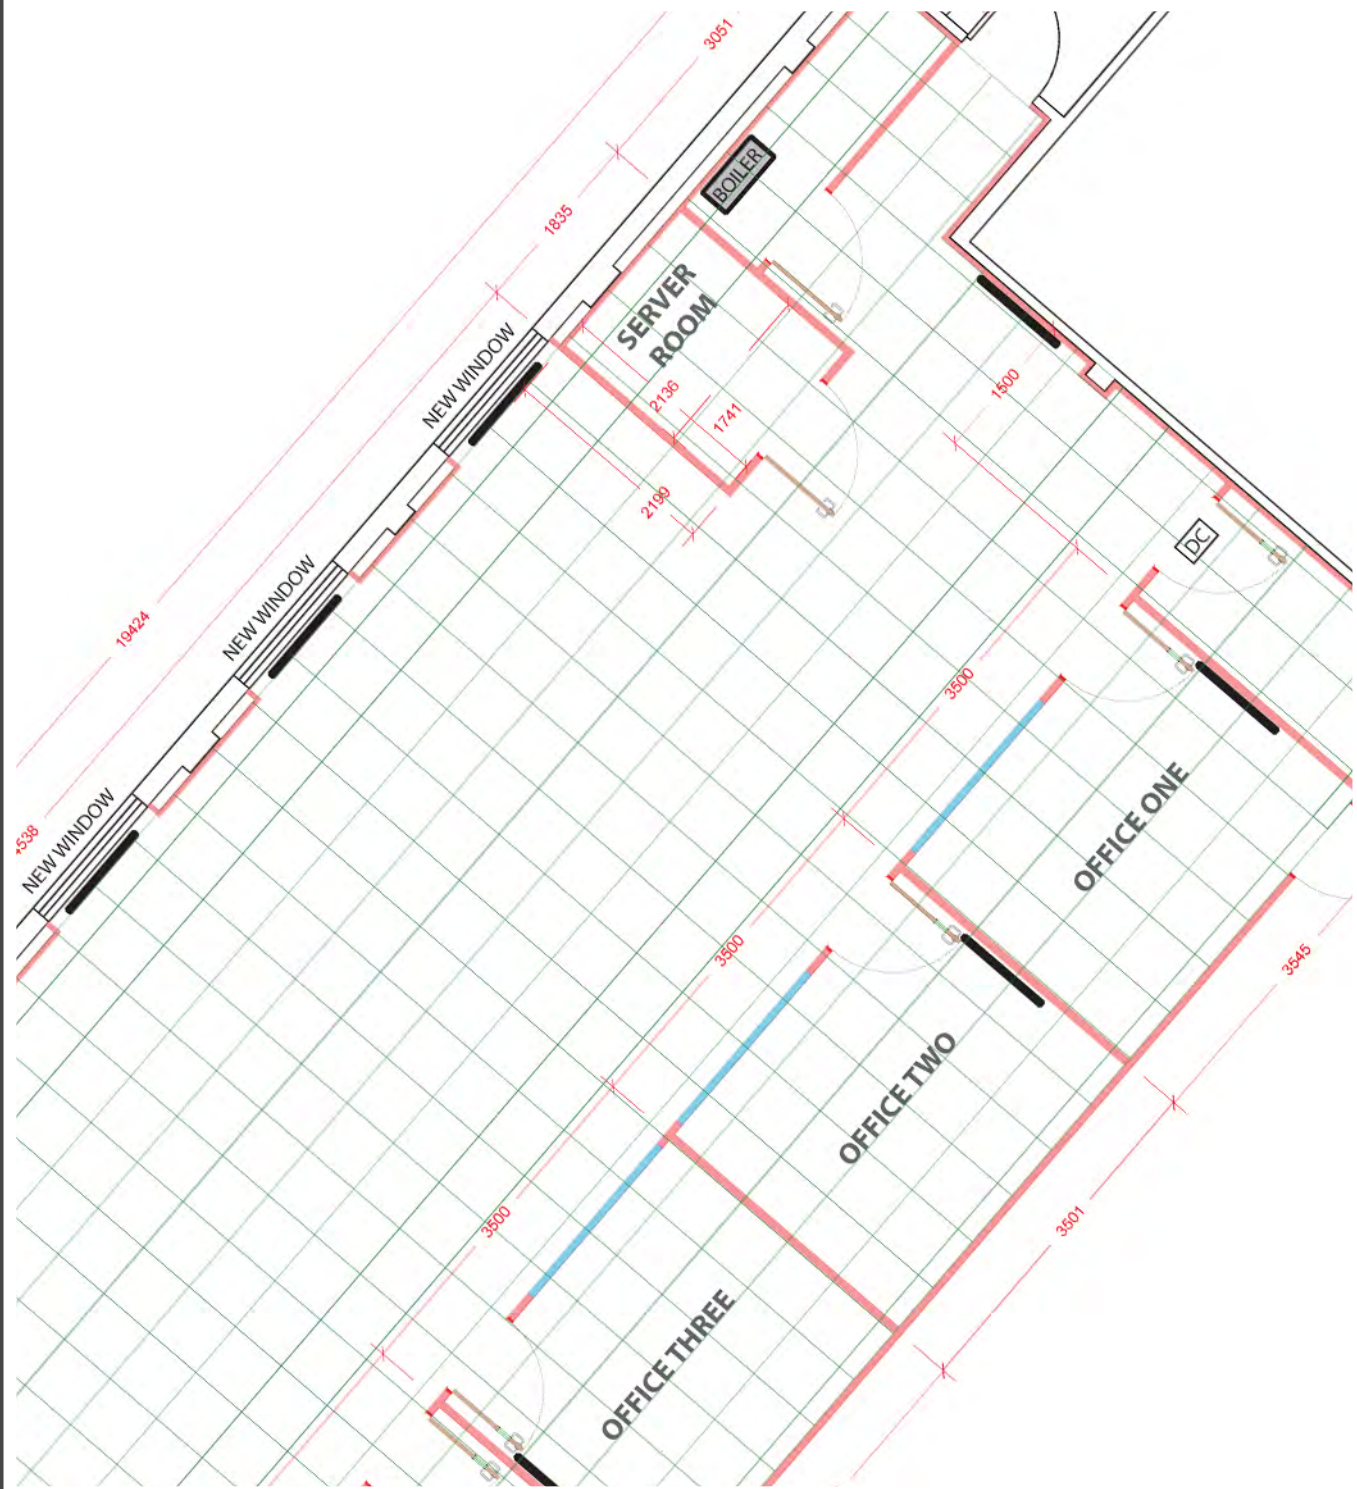 3051
BOILER
1835
SERVER
ROOM
NEW WINDOW
1500
2136
1741
2199
DC
NEW WINDOW
19424
3500
OFFICE ONE
NEW WINDOW
3500
3545
OFFICE TWO
3500
3501
OFFICE THREE